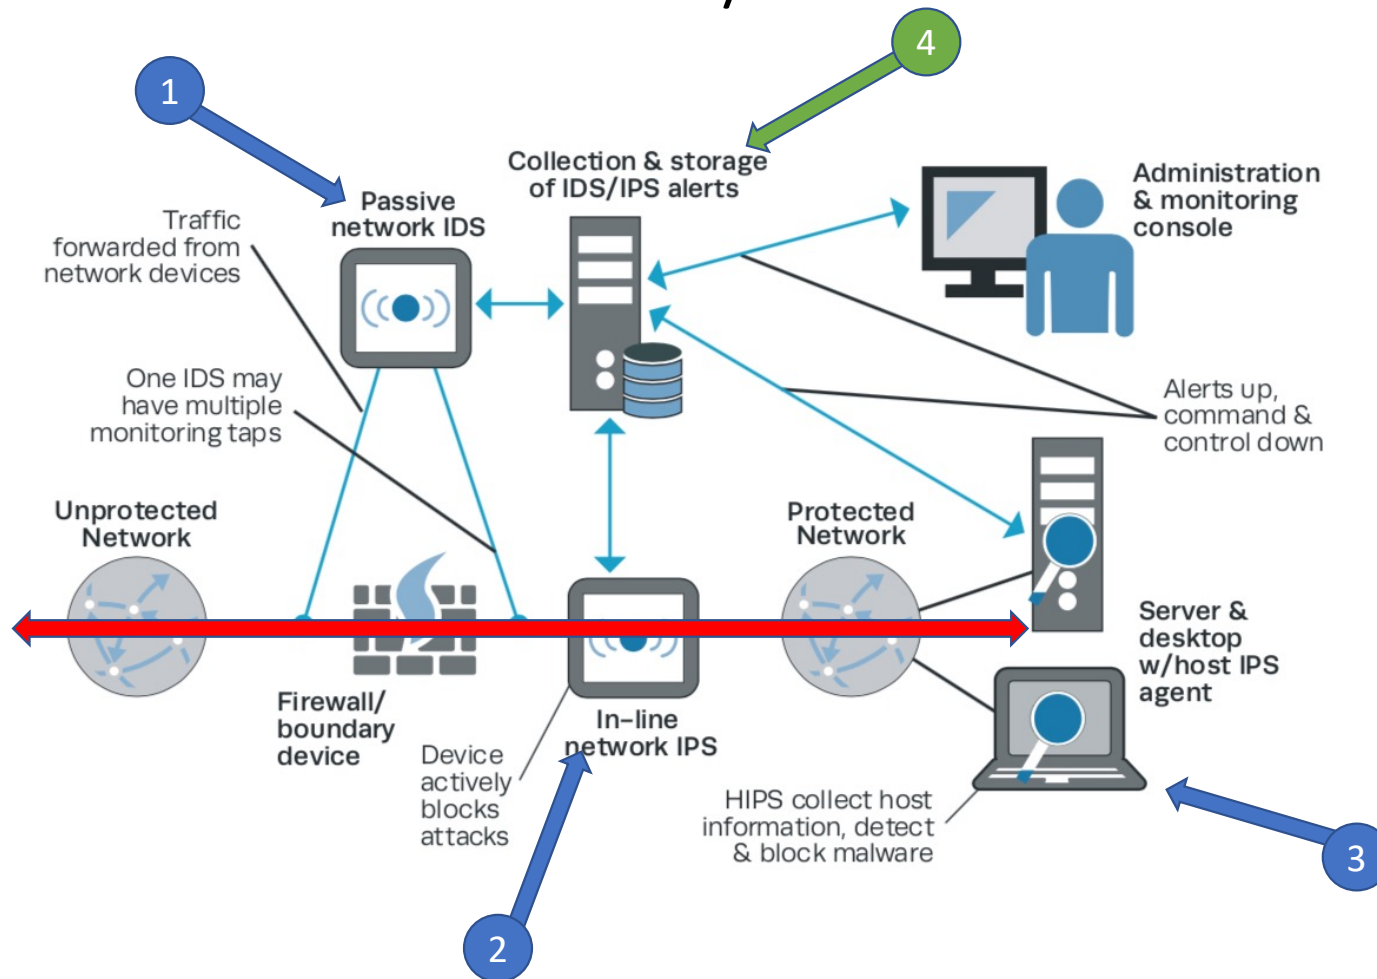 4
1
Collection & storage
of IDS/IPS alerts
Administration
& monitoring
console
Passive
network IDS
Traffic
forwarded from
network devices
One IDS may
have multiple
monitoring taps
Alerts up,
command &
control down
Unprotected
Network
Protected
Network
Firewall/
boundary
device
In-line
network IPS
Device
actively
blocks
attacks
Server &
desktop
w/host IPS
agent
HIPS collect host
information, detect
& block malware
3
2